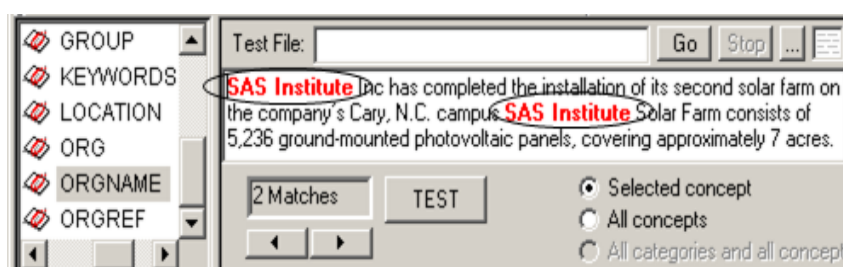 GROUP
KEYWORDS
LOCATION
ORG
ORGNAME
ORGREF
Test File:
Go
Stop
...
SAS Institute Inc has completed the installation of its second solar farm on
the company's Cary, N.C. campus. SAS Institute Solar Farm consists of
5,236 ground-mounted photovoltaic panels, covering approximately 7 acres.
2 Matches
TEST
Selected concept
All concepts
All categories and all concept